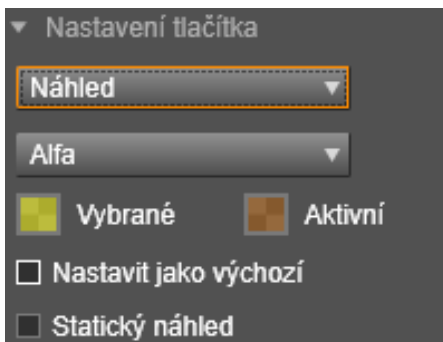 Nastavení tlačítka
Náhled
Alfa
Vybrané Aktivní
Nastavit jako výchozí
Statický náhled